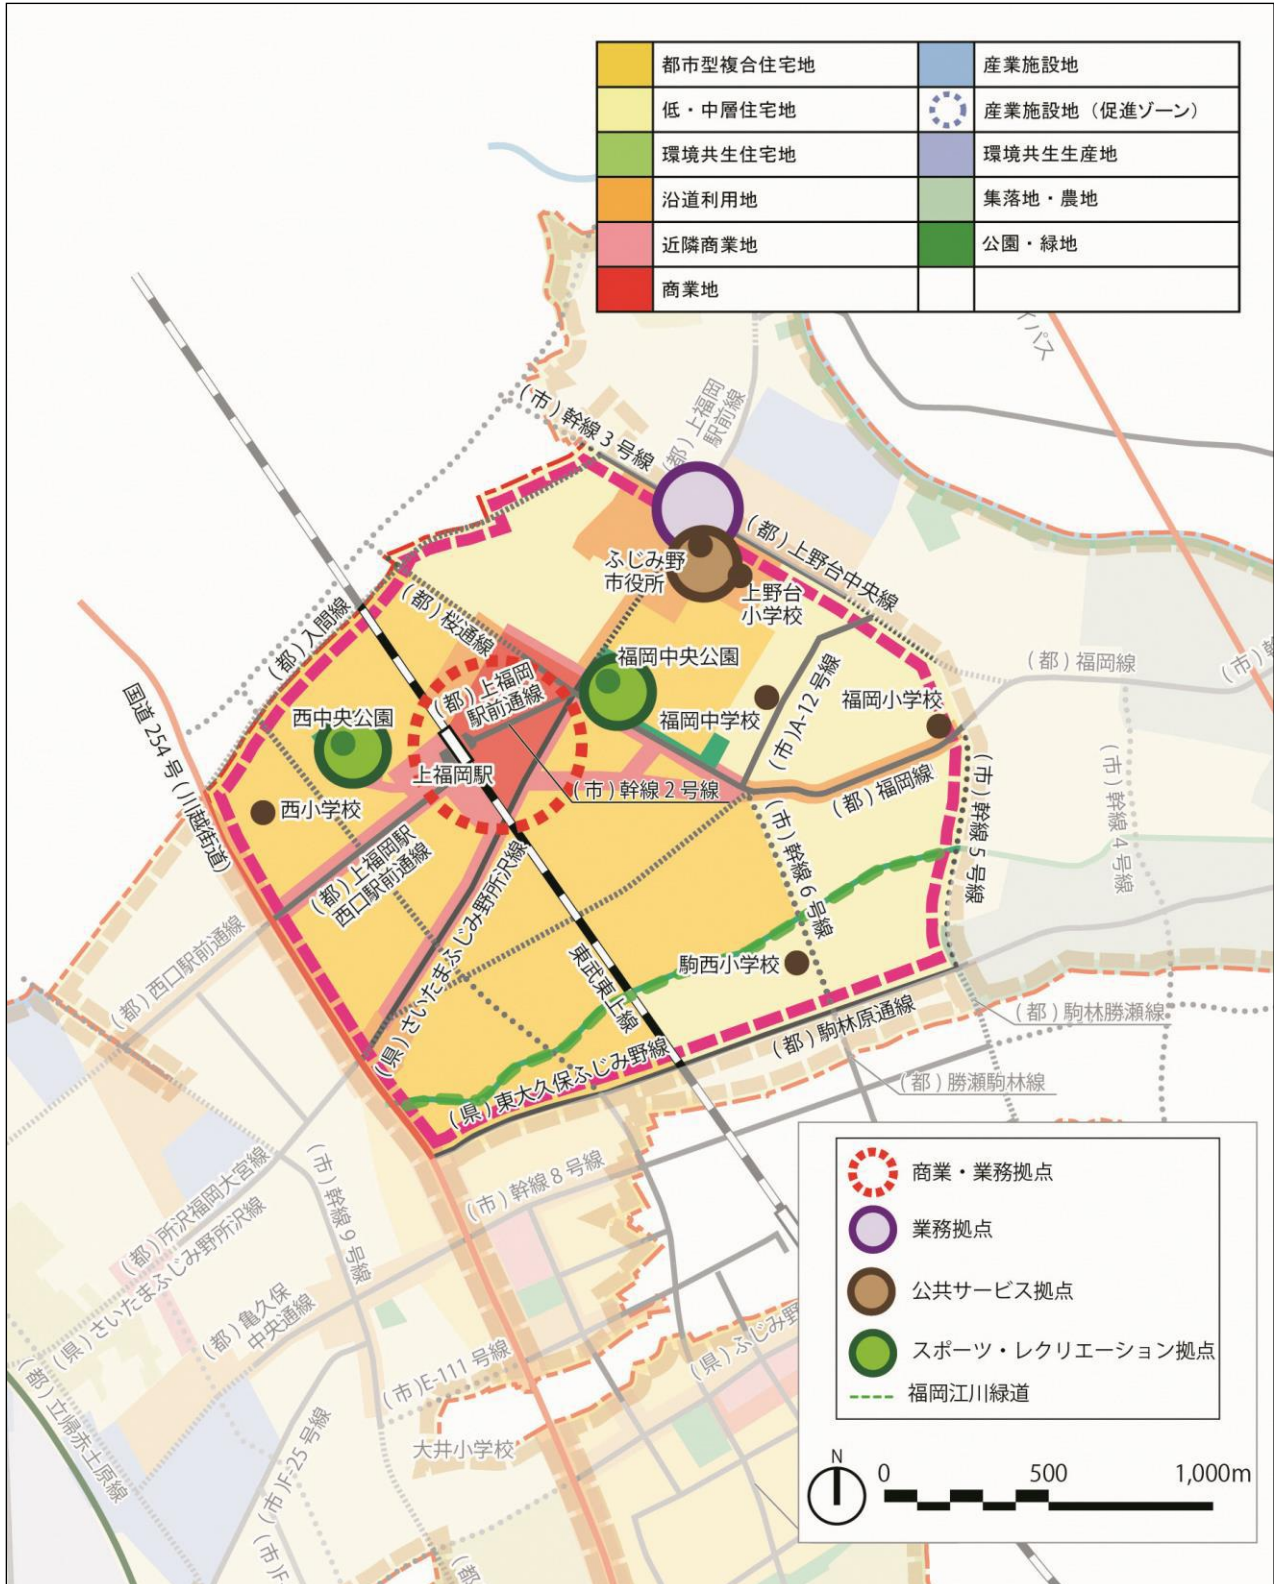 都市型複合住宅地
産業施設地
低・中層住宅地
産業施設地（促進ゾーン）
環境共生住宅地
環境共生生産地
沿道利用地
集落地・農地
近隣商業地
公園・緑地
商業地
イパス
(市)幹線3号線
(都)上福岡
駅前線
(都)上野台中央線
ふじみ野
市役所
上野台
小学校
(都)入間線
(都)桜通線
(都)上福岡
駅前通線
福岡中央公園
福岡中学校
(市)A-12号線
福岡小学校
(都)福岡線
(市)幹
国道254号(川越街道)
西中央公園
上福岡駅
(市)幹線2号線
(都)福岡線
西小学校
(都)上福岡駅
西口駅前通線
(県)さいたまふじみ野所沢線
(市)幹線6号線
(市)幹線5号線
(市)幹線4号線
(都)西口駅前通線
東武東上線
駒西小学校
(都)駒林原通線
(都)駒林勝瀬線
(県)東大久保ふじみ野線
(都)勝瀬駒林線
(市)幹線8号線
(市)幹線9号線
(都)所沢福岡大宮線
(県)さいたまふじみ野所沢線
(都)亀久保
中央通線
(都)立帰赤土原線
(市)E-111号線
(市)F-25号線
(市)F-
(都)
大井小学校
(県)ふじみ野
商業・業務拠点
業務拠点
公共サービス拠点
スポーツ・レクリエーション拠点
福岡江川緑道
N
0 500 1,000m